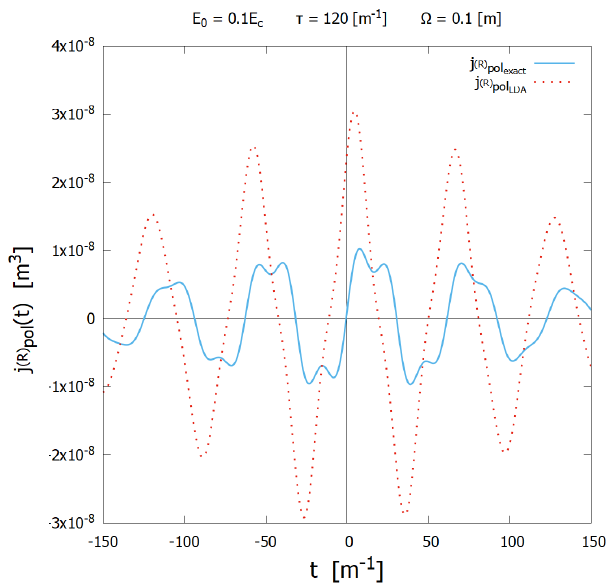 E₀ = 0.1E꜀ τ = 120 [m⁻¹] Ω = 0.1 [m]
j⁽ᴿ⁾pol_exact
j⁽ᴿ⁾pol_LDA
4x10⁻⁸
3x10⁻⁸
2x10⁻⁸
1x10⁻⁸
0
-1x10⁻⁸
-2x10⁻⁸
-3x10⁻⁸
j⁽ᴿ⁾pol(t) [m³]
-150 -100 -50 0 50 100 150
t [m⁻¹]